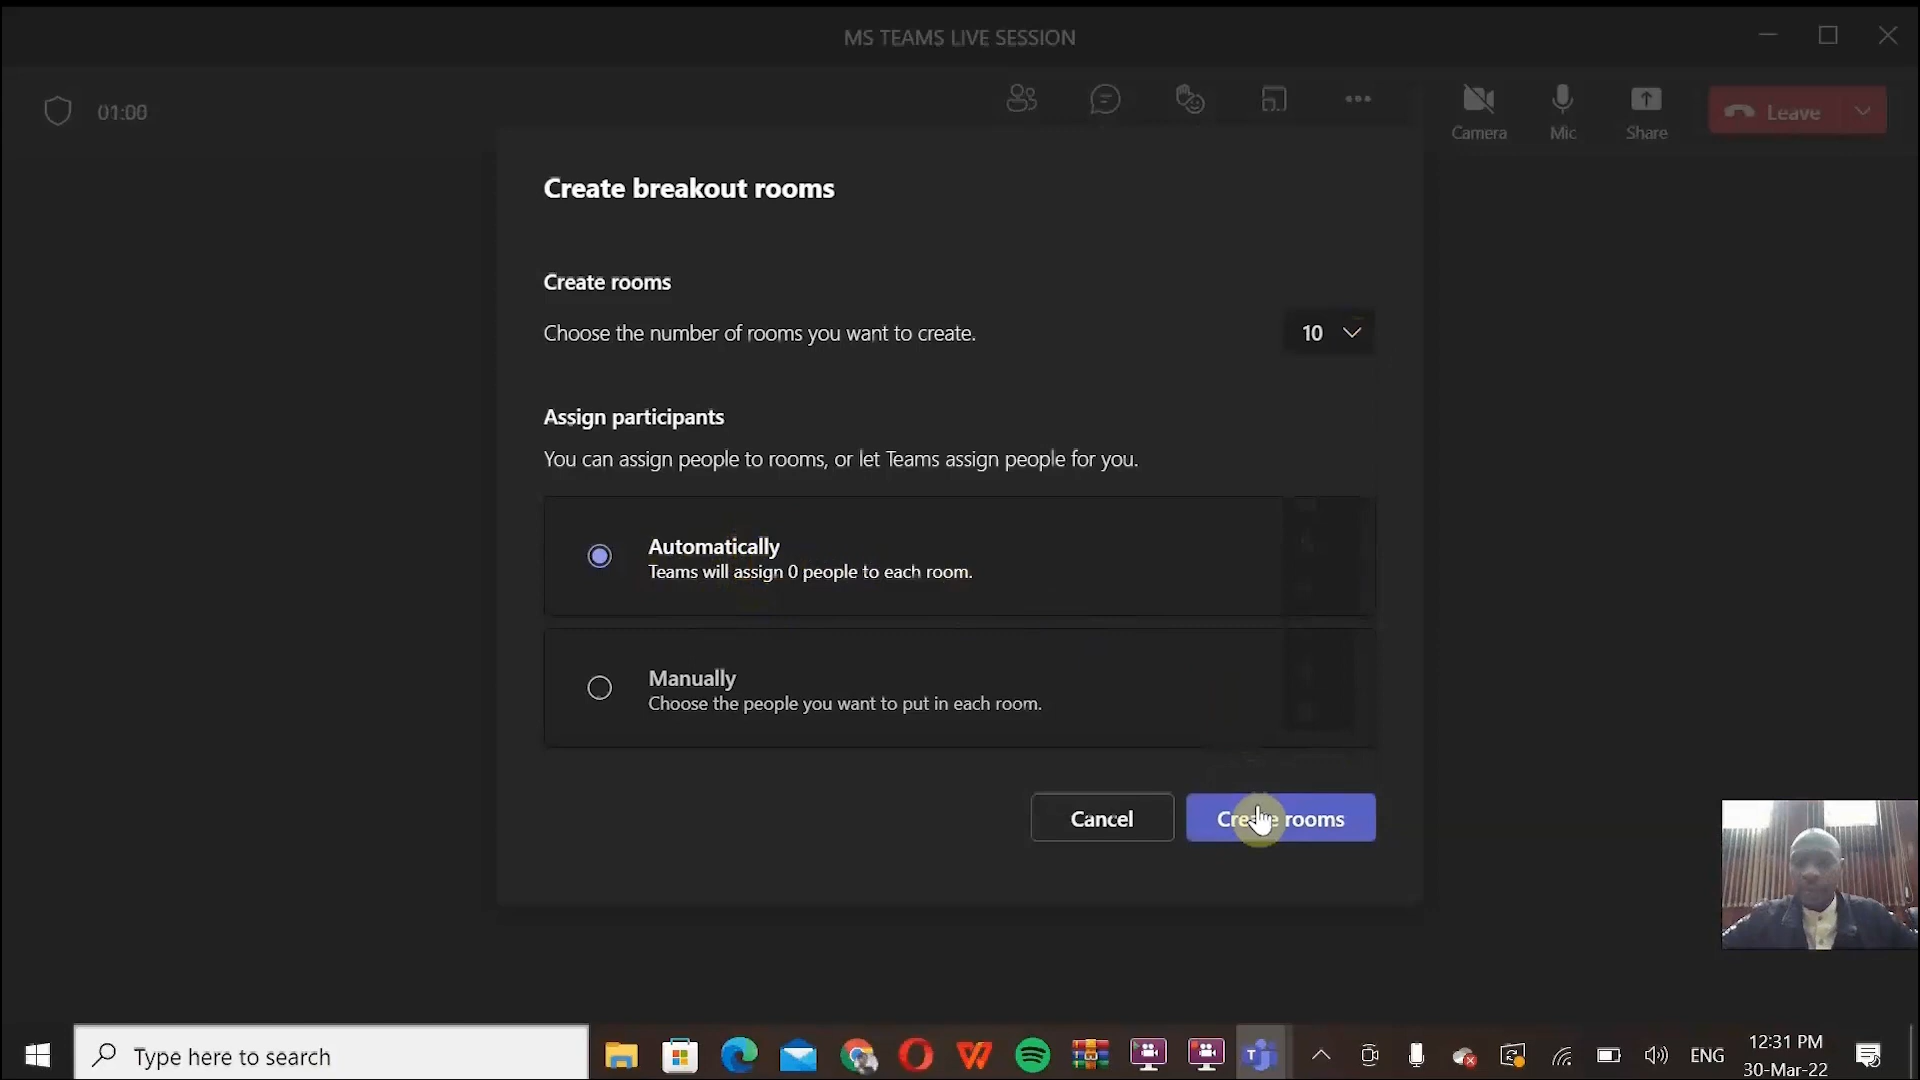 MS TEAMS LIVE SESSION
01:00
Camera
Mic
Share
Leave
Create breakout rooms
Create rooms
Choose the number of rooms you want to create.
10
Assign participants
You can assign people to rooms, or let Teams assign people for you.
Automatically
Teams will assign 0 people to each room.
Manually
Choose the people you want to put in each room.
Cancel
Create rooms
Type here to search
ENG
12:31 PM
30-Mar-22